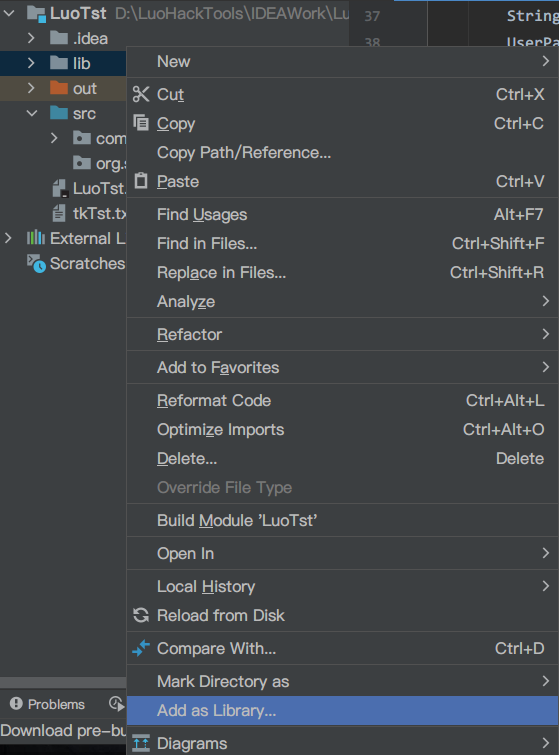 LuoTst D:\LuoHackTools\IDEAWork\Lu
.idea
lib
out
src
com
org.s
LuoTst.
tkTst.tx
External L
Scratches
37 String
38 UserPa
New
Cut Ctrl+X
Copy Ctrl+C
Copy Path/Reference...
Paste Ctrl+V
Find Usages Alt+F7
Find in Files... Ctrl+Shift+F
Replace in Files... Ctrl+Shift+R
Analyze
Refactor
Add to Favorites
Reformat Code Ctrl+Alt+L
Optimize Imports Ctrl+Alt+O
Delete... Delete
Override File Type
Build Module 'LuoTst'
Open In
Local History
Reload from Disk
Compare With... Ctrl+D
Mark Directory as
Add as Library...
Diagrams
Problems
Download pre-bu